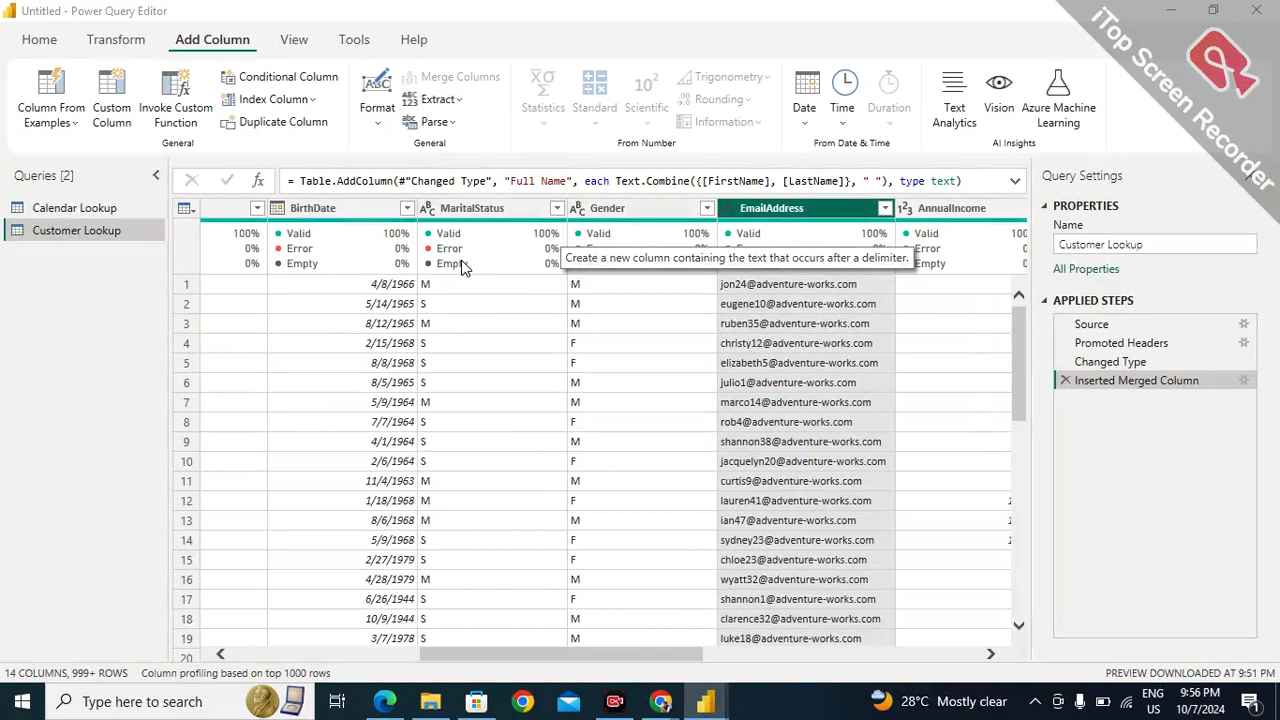 Untitled - Power Query Editor
iTop Screen Recorder
Home Transform Add Column View Tools Help
Column From Examples
Custom Column
Invoke Custom Function
Conditional Column
Index Column
Duplicate Column
General
Format
Merge Columns
Extract
Parse
General
Statistics
Standard
10²
Scientific
Trigonometry
Rounding
Information
From Number
Date
Time
Duration
From Date & Time
Text Analytics
Vision
Azure Machine Learning
AI Insights
Queries [2]
Calendar Lookup
Customer Lookup
= Table.AddColumn(#"Changed Type", "Full Name", each Text.Combine({[FirstName], [LastName]}, " "), type text)
BirthDate MaritalStatus Gender EmailAddress AnnualIncome
100% Valid 100% Valid 100% Valid 100% Valid 100% Valid
0% Error 0% Error 0%
0% Empty 0% Empty 0% Empty
Create a new column containing the text that occurs after a delimiter.
1 4/8/1966 M M jon24@adventure-works.com
2 5/14/1965 S M eugene10@adventure-works.com
3 8/12/1965 M M ruben35@adventure-works.com
4 2/15/1968 S F christy12@adventure-works.com
5 8/8/1968 S F elizabeth5@adventure-works.com
6 8/5/1965 S M julio1@adventure-works.com
7 5/9/1964 M M marco14@adventure-works.com
8 7/7/1964 S F rob4@adventure-works.com
9 4/1/1964 S M shannon38@adventure-works.com
10 2/6/1964 S F jacquelyn20@adventure-works.com
11 11/4/1963 M M curtis9@adventure-works.com
12 1/18/1968 M F lauren41@adventure-works.com
13 8/6/1968 M M ian47@adventure-works.com
14 5/9/1968 S F sydney23@adventure-works.com
15 2/27/1979 S F chloe23@adventure-works.com
16 4/28/1979 M M wyatt32@adventure-works.com
17 6/26/1944 S F shannon1@adventure-works.com
18 10/9/1944 S M clarence32@adventure-works.com
19 3/7/1978 S M luke18@adventure-works.com
20
Query Settings
PROPERTIES
Name
Customer Lookup
All Properties
APPLIED STEPS
Source
Promoted Headers
Changed Type
Inserted Merged Column
14 COLUMNS, 999+ ROWS Column profiling based on top 1000 rows
PREVIEW DOWNLOADED AT 9:51 PM
Type here to search
28°C Mostly clear
ENG
9:56 PM
IN
10/7/2024
1